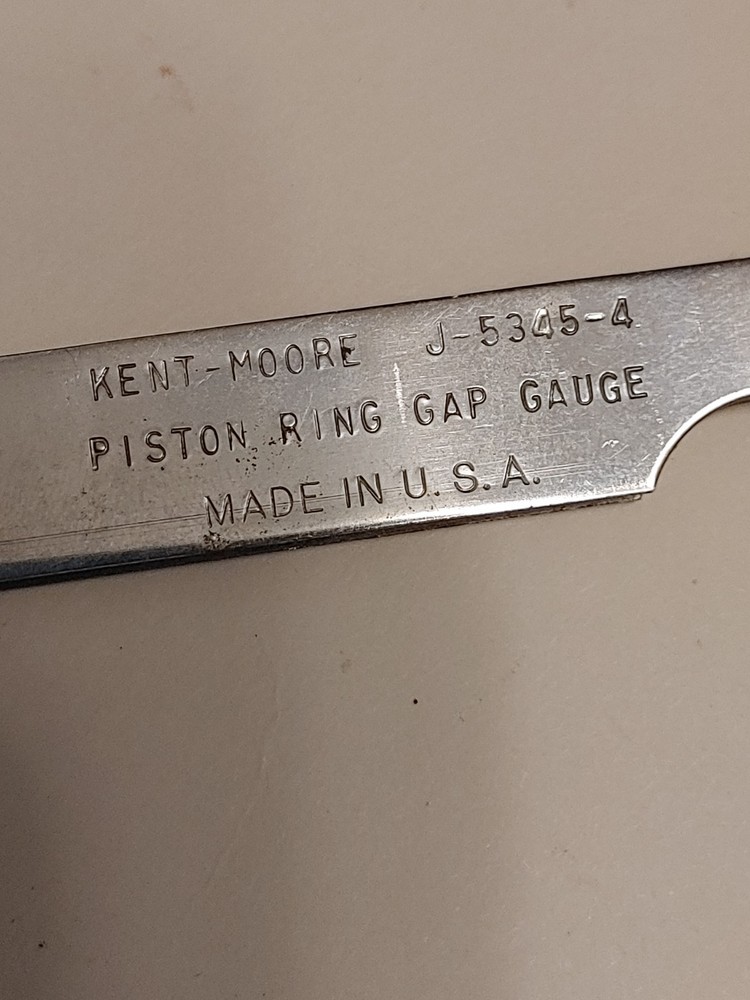 KENT-MOORE J-5345-4
PISTON RING GAP GAUGE
MADE IN U.S.A.